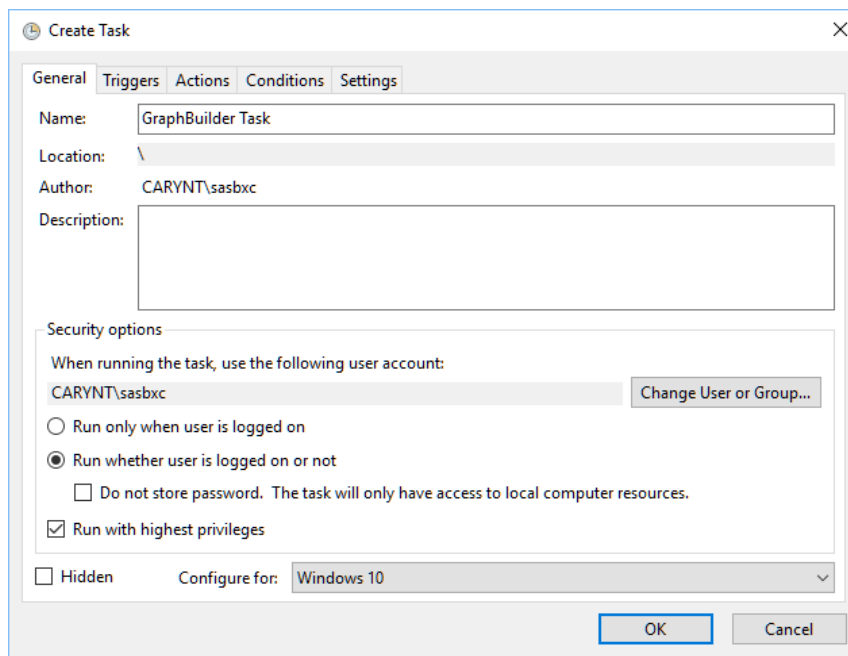 Create Task
General Triggers Actions Conditions Settings
Name: GraphBuilder Task
Location: \
Author: CARYNT\sasbxc
Description:
Security options
When running the task, use the following user account:
CARYNT\sasbxc Change User or Group...
Run only when user is logged on
Run whether user is logged on or not
Do not store password. The task will only have access to local computer resources.
Run with highest privileges
Hidden Configure for: Windows 10
OK Cancel